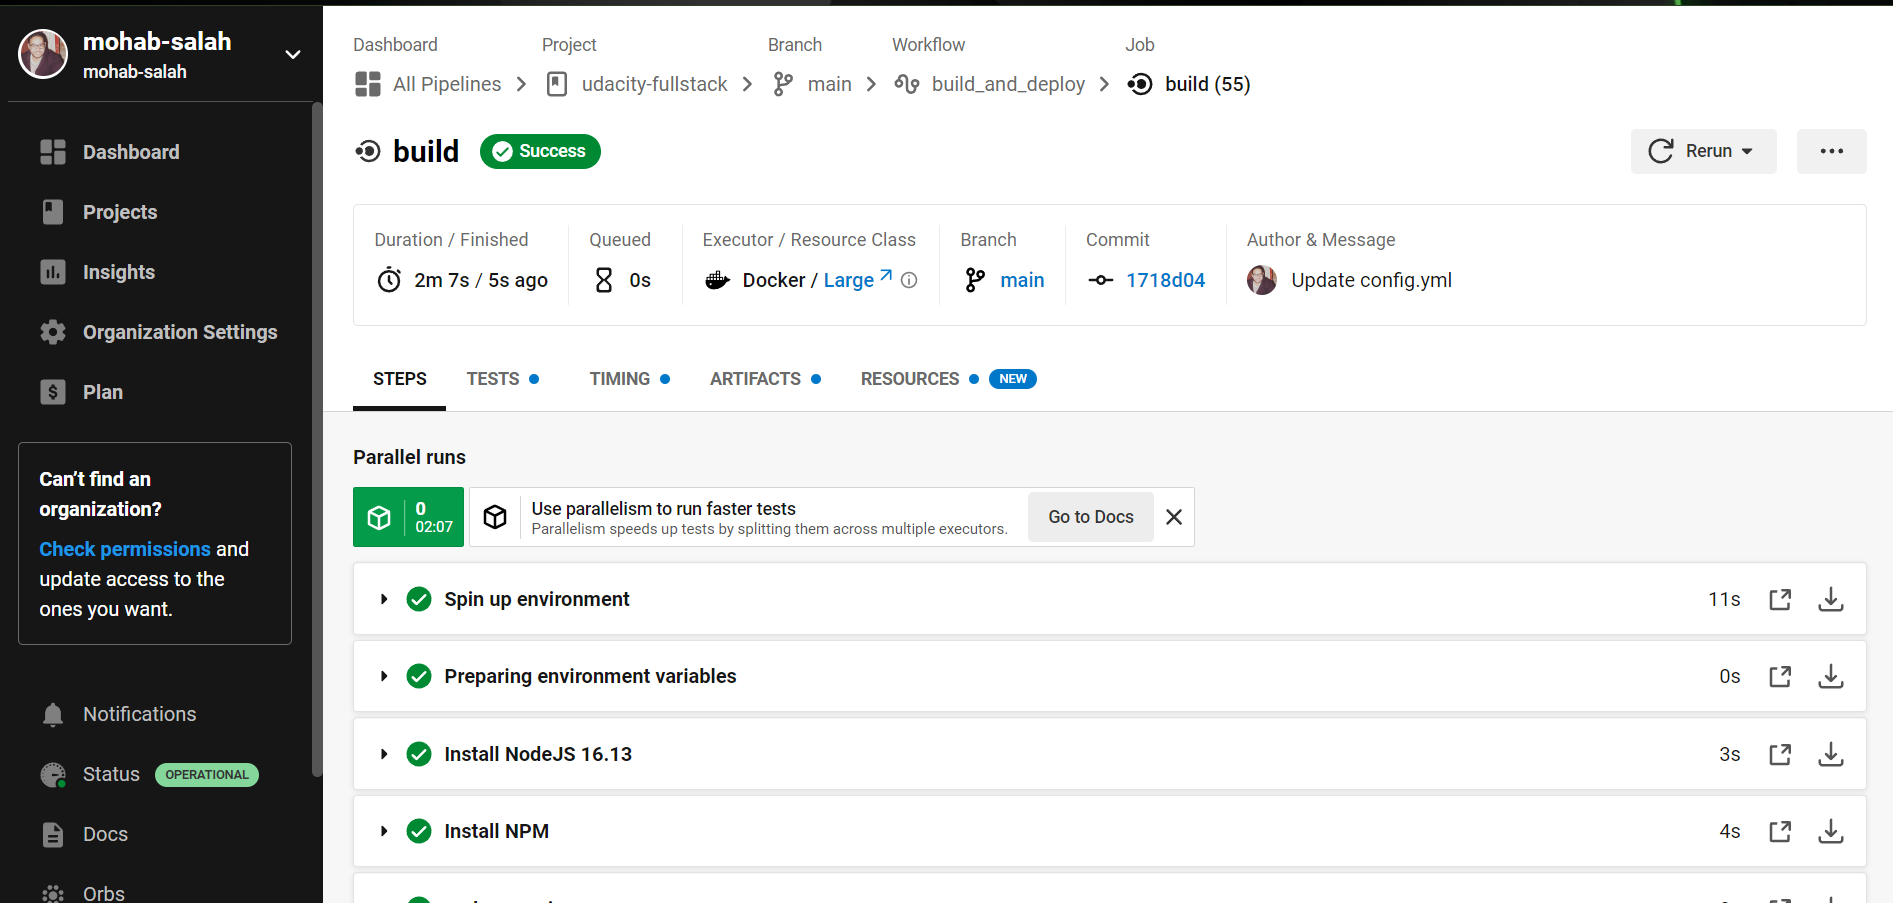 mohab-salah
mohab-salah
Dashboard
Projects
Insights
Organization Settings
Plan
Can't find an
organization?
Check permissions and
update access to the
ones you want.
Notifications
Status OPERATIONAL
Docs
Orbs
Dashboard Project Branch Workflow Job
All Pipelines udacity-fullstack main build_and_deploy build (55)
build Success
Rerun
Duration / Finished Queued Executor / Resource Class Branch Commit Author & Message
2m 7s / 5s ago 0s Docker / Large main 1718d04 Update config.yml
STEPS TESTS TIMING ARTIFACTS RESOURCES NEW
Parallel runs
0
02:07
Use parallelism to run faster tests
Parallelism speeds up tests by splitting them across multiple executors.
Go to Docs
Spin up environment 11s
Preparing environment variables 0s
Install NodeJS 16.13 3s
Install NPM 4s